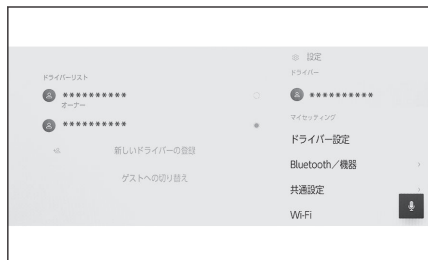 ドライバーリスト
**********
オーナー
**********
新しいドライバーの登録
ゲストへの切り替え
設定
ドライバー
**********
マイセッティング
ドライバー設定
Bluetooth／機器
共通設定
Wi-Fi